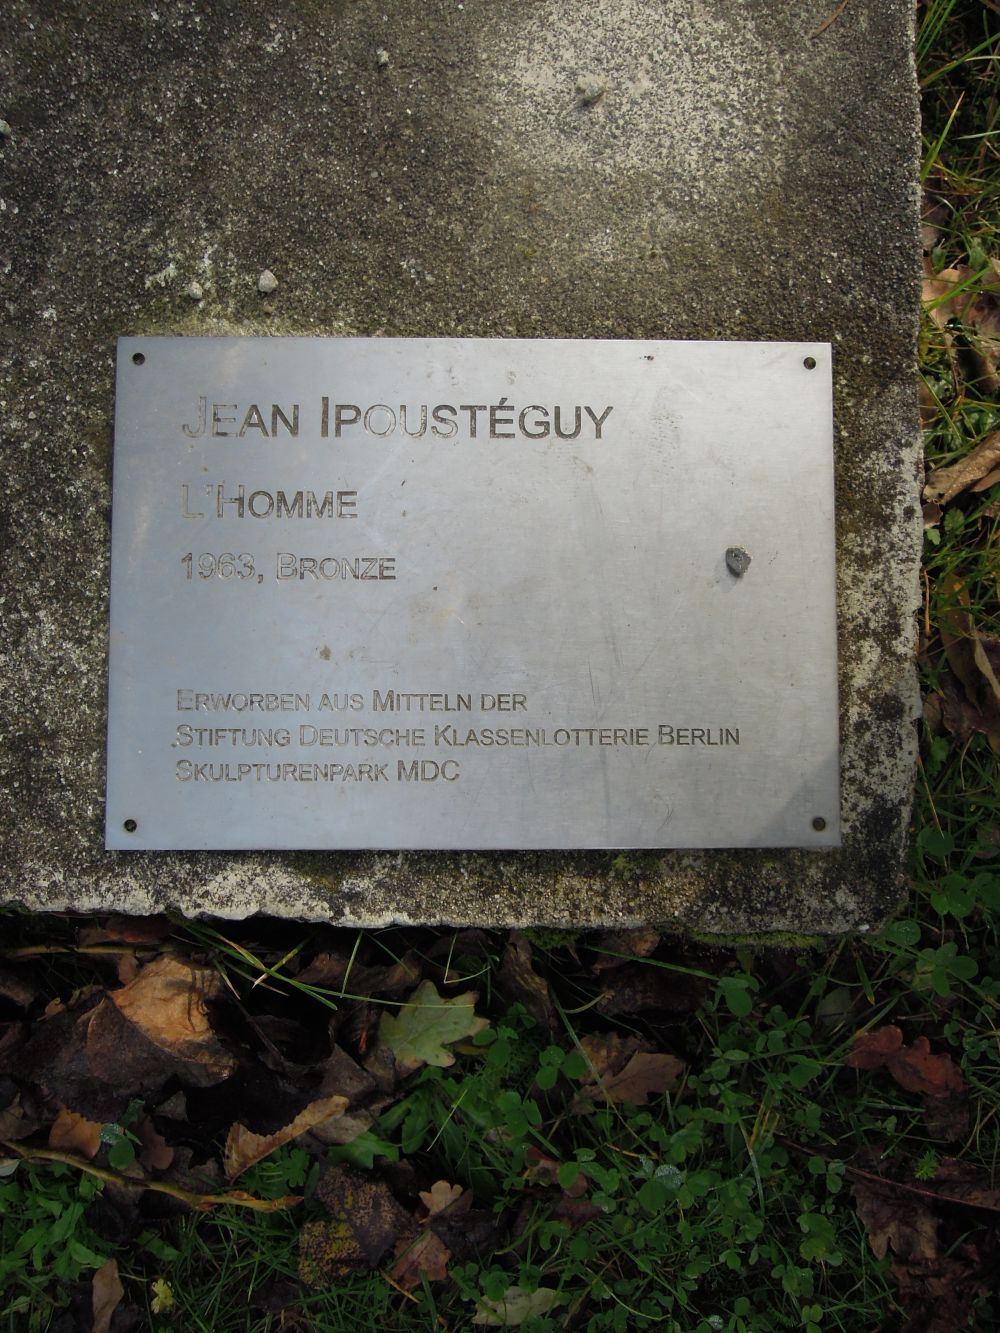 JEAN IPOUSTÉGUY
L'HOMME
1963, BRONZE
ERWORBEN AUS MITTELN DER
STIFTUNG DEUTSCHE KLASSENLOTTERIE BERLIN
SKULPTURENPARK MDC